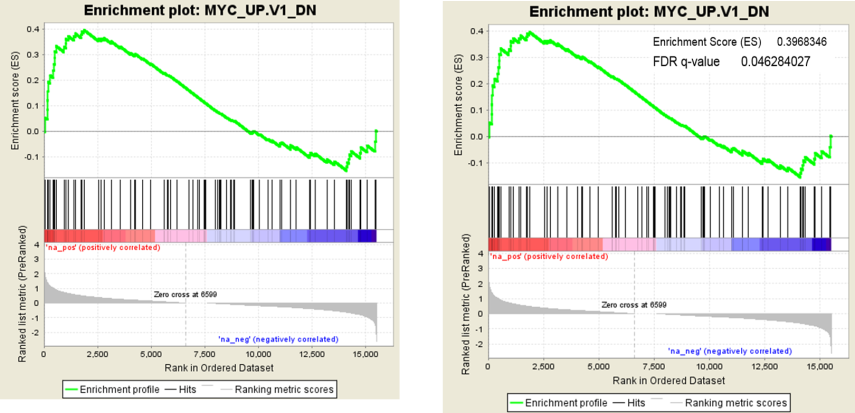 Enrichment plot: MYC_UP.V1_DN
Enrichment score (ES)
0.4
0.3
0.2
0.1
0.0
-0.1
'na_pos' (positively correlated)
Ranked list metric (PreRanked)
4
3
2
1
0
-1
-2
Zero cross at 6599
'na_neg' (negatively correlated)
0 2,500 5,000 7,500 10,000 12,500 15,000
Rank in Ordered Dataset
Enrichment profile Hits Ranking metric scores
Enrichment plot: MYC_UP.V1_DN
Enrichment Score (ES) 0.3968346
FDR q-value 0.046284027
Enrichment score (ES)
0.4
0.3
0.2
0.1
0.0
-0.1
'na_pos' (positively correlated)
Ranked list metric (PreRanked)
4
3
2
1
0
-1
-2
Zero cross at 6599
'na_neg' (negatively correlated)
0 2,500 5,000 7,500 10,000 12,500 15,000
Rank in Ordered Dataset
Enrichment profile Hits Ranking metric scores